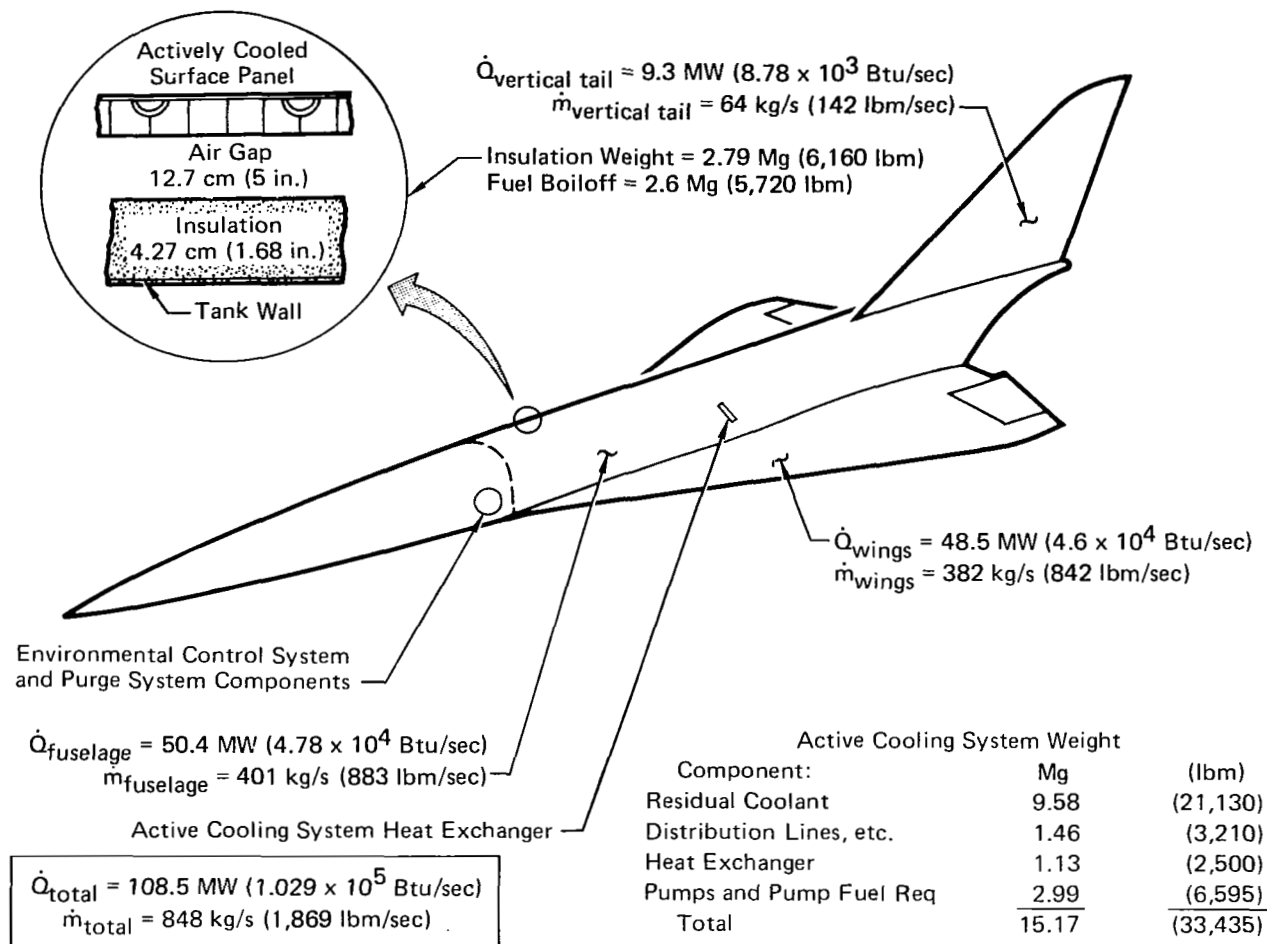 Actively Cooled
Surface Panel
Air Gap
12.7 cm (5 in.)
Insulation
4.27 cm (1.68 in.)
Tank Wall
Q̇vertical tail = 9.3 MW (8.78 x 10³ Btu/sec)
ṁvertical tail = 64 kg/s (142 lbm/sec)
Insulation Weight = 2.79 Mg (6,160 lbm)
Fuel Boiloff = 2.6 Mg (5,720 lbm)
Q̇wings = 48.5 MW (4.6 x 10⁴ Btu/sec)
ṁwings = 382 kg/s (842 lbm/sec)
Environmental Control System
and Purge System Components
Q̇fuselage = 50.4 MW (4.78 x 10⁴ Btu/sec)
ṁfuselage = 401 kg/s (883 lbm/sec)
Active Cooling System Heat Exchanger
Q̇total = 108.5 MW (1.029 x 10⁵ Btu/sec)
ṁtotal = 848 kg/s (1,869 lbm/sec)
Active Cooling System Weight
Component: Mg (lbm)
Residual Coolant 9.58 (21,130)
Distribution Lines, etc. 1.46 (3,210)
Heat Exchanger 1.13 (2,500)
Pumps and Pump Fuel Req 2.99 (6,595)
Total 15.17 (33,435)